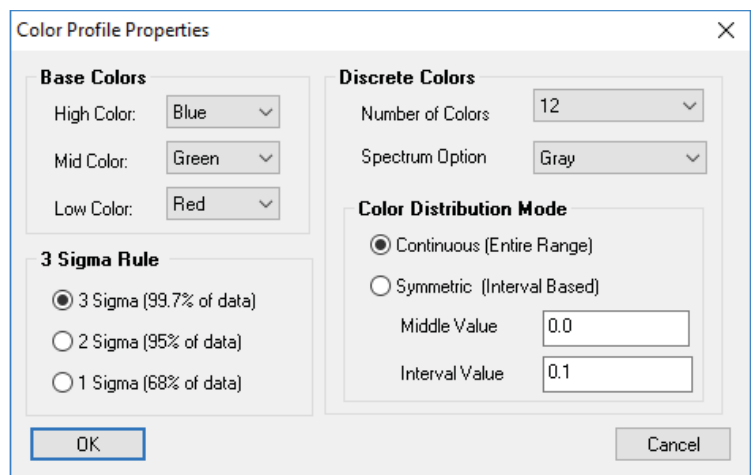 Color Profile Properties
Base Colors
High Color: Blue
Mid Color: Green
Low Color: Red
3 Sigma Rule
3 Sigma (99.7% of data)
2 Sigma (95% of data)
1 Sigma (68% of data)
Discrete Colors
Number of Colors 12
Spectrum Option Gray
Color Distribution Mode
Continuous (Entire Range)
Symmetric (Interval Based)
Middle Value 0.0
Interval Value 0.1
OK
Cancel